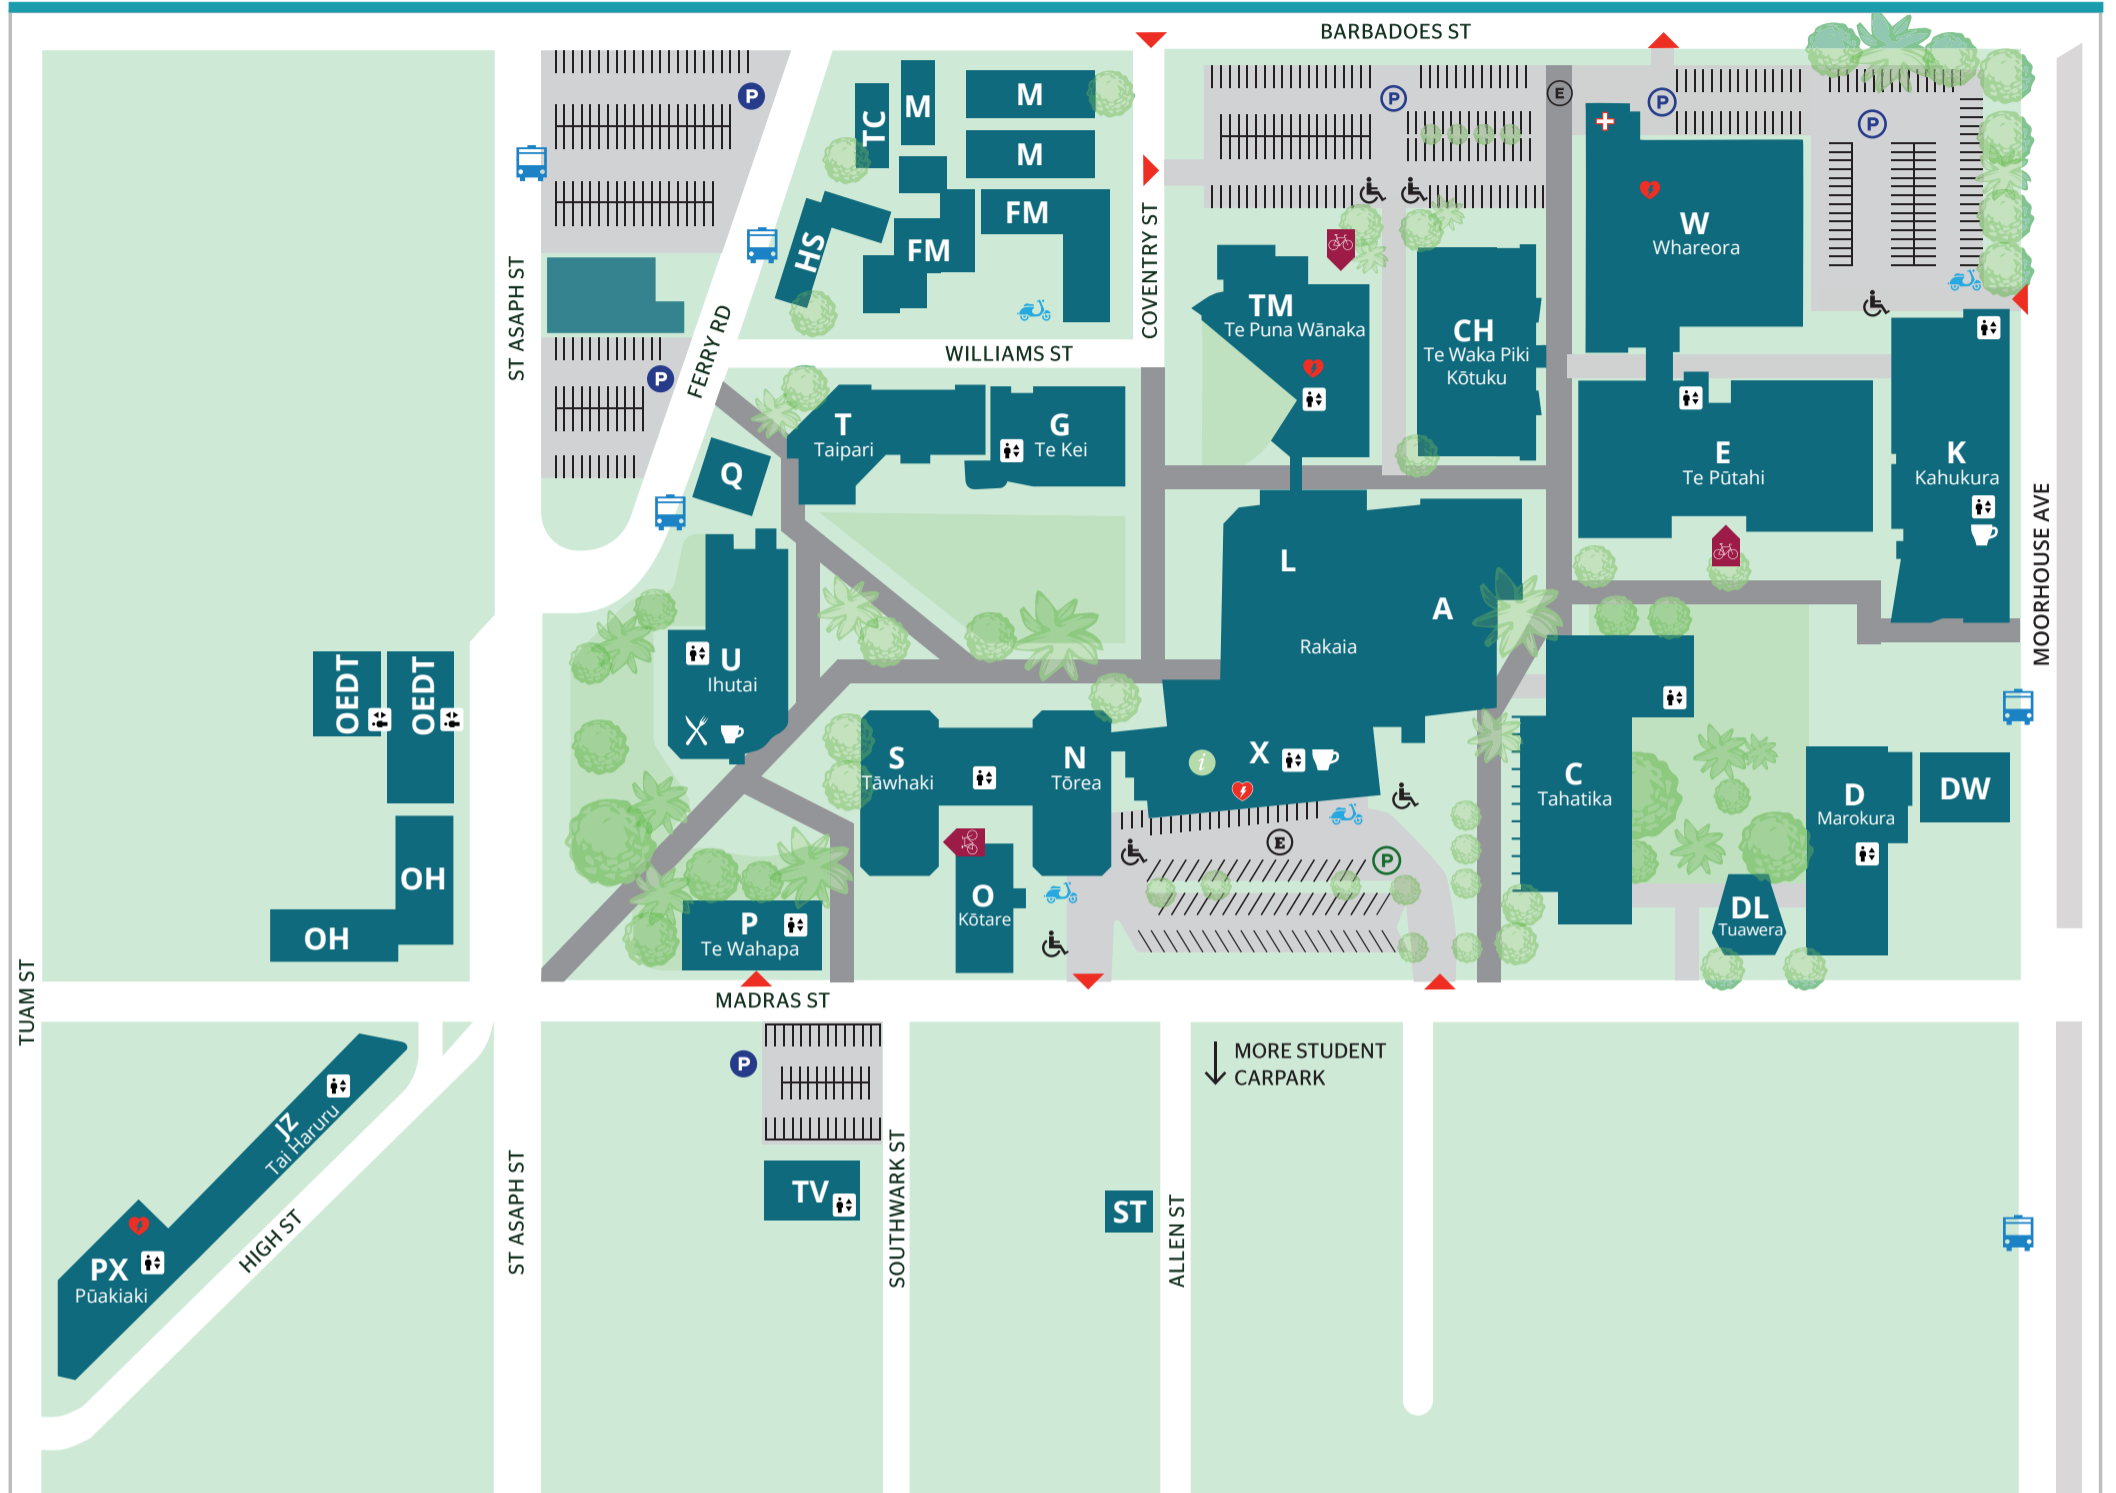 BARBADOES ST
P
M
M
TC
P
E
P
P
M
FM
W
Whareora
FM
HS
COVENTRY ST
ST ASAPH ST
TM
Te Puna Wānaka
CH
Te Waka Piki
Kōtuku
FERRY RD
WILLIAMS ST
P
T
Taipari
G
Te Kei
E
Te Pūtahi
K
Kahukura
Q
MOORHOUSE AVE
L
A
Rakaia
U
Ihutai
OEDT
OEDT
S
Tāwhaki
N
Tōrea
i
X
C
Tahatika
D
Marokura
DW
E
P
OH
OH
O
Kōtare
P
Te Wahapa
DL
Tuawera
TUAM ST
MADRAS ST
P
MORE STUDENT
CARPARK
JZ
Tai Haruru
TV
ST
SOUTHWARK ST
ALLEN ST
ST ASAPH ST
HIGH ST
PX
Pūakiaki